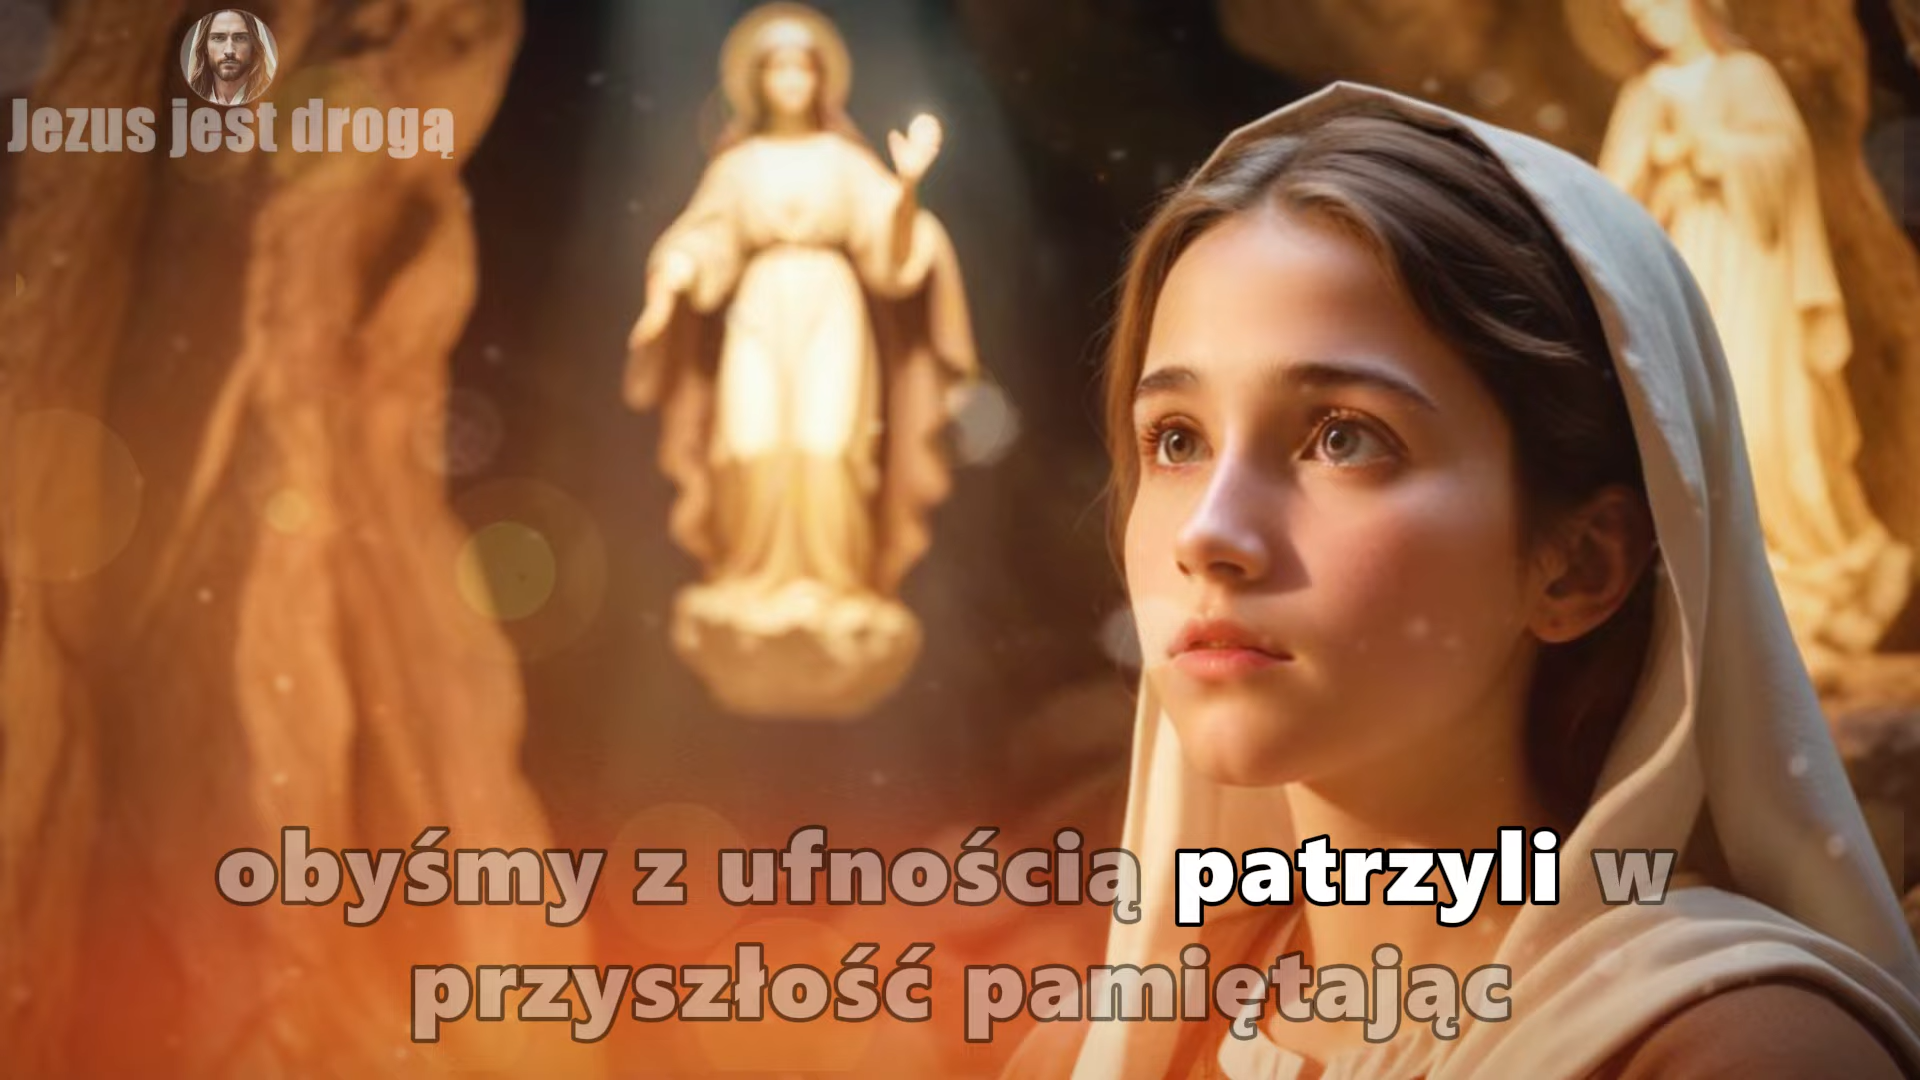 Jezus jest drogą
obyśmy z ufnością patrzyli w
przyszłość pamiętając